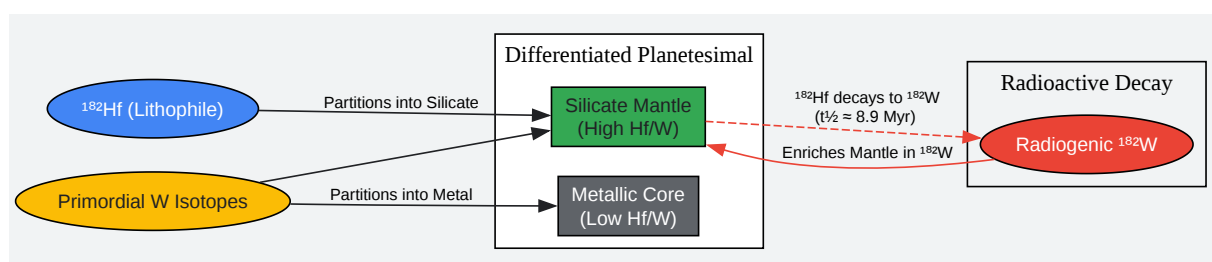 Differentiated Planetesimal
Radioactive Decay
¹⁸²Hf (Lithophile)
Partitions into Silicate
Silicate Mantle
(High Hf/W)
¹⁸²Hf decays to ¹⁸²W
(t½ ≈ 8.9 Myr)
Radiogenic ¹⁸²W
Enriches Mantle in ¹⁸²W
Primordial W Isotopes
Partitions into Metal
Metallic Core
(Low Hf/W)